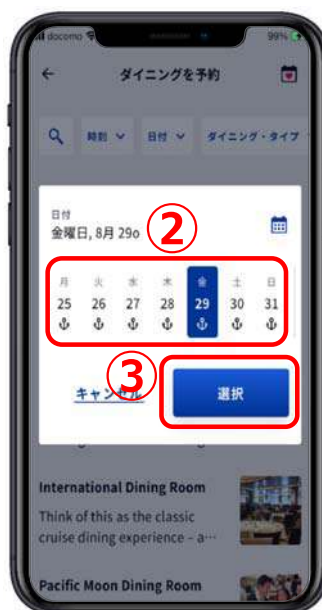 docomo 99%
ダイニングを予約
時刻 日付 ダイニング・タイプ
日付
金曜日, 8月 29o
②
月 火 水 木 金 土 日
25 26 27 28 29 30 31
③
キャンセル 選択
International Dining Room
Think of this as the classic
cruise dining experience – a…
Pacific Moon Dining Room